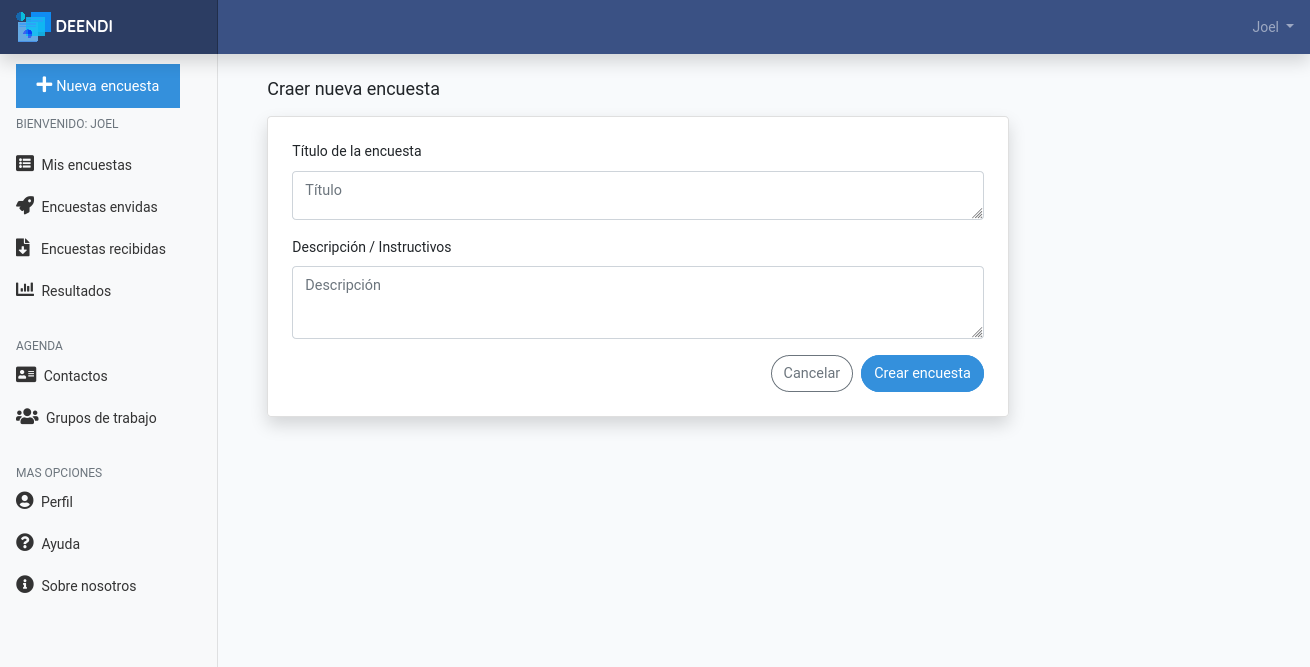 DEENDI
Joel
Nueva encuesta
BIENVENIDO: JOEL
Mis encuestas
Encuestas envidas
Encuestas recibidas
Resultados
AGENDA
Contactos
Grupos de trabajo
MAS OPCIONES
Perfil
Ayuda
Sobre nosotros
Craer nueva encuesta
Título de la encuesta
Título
Descripción / Instructivos
Descripción
Cancelar
Crear encuesta